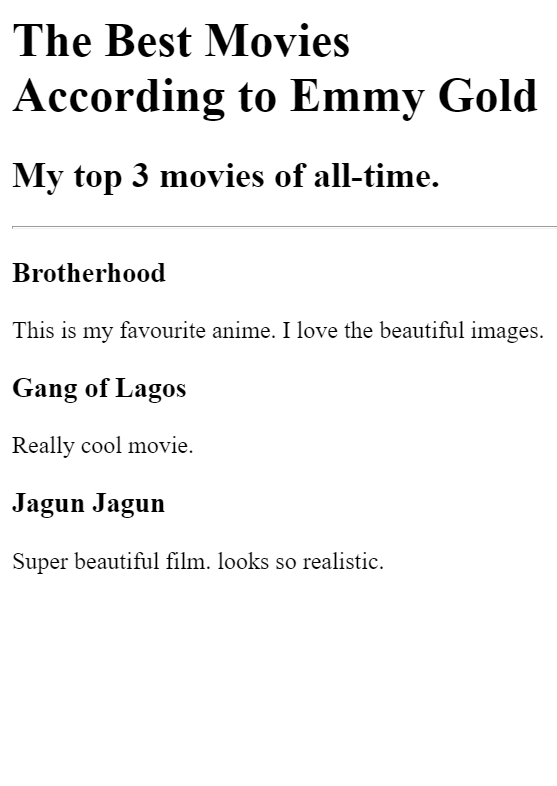 The Best Movies
According to Emmy Gold
My top 3 movies of all-time.
Brotherhood
This is my favourite anime. I love the beautiful images.
Gang of Lagos
Really cool movie.
Jagun Jagun
Super beautiful film. looks so realistic.